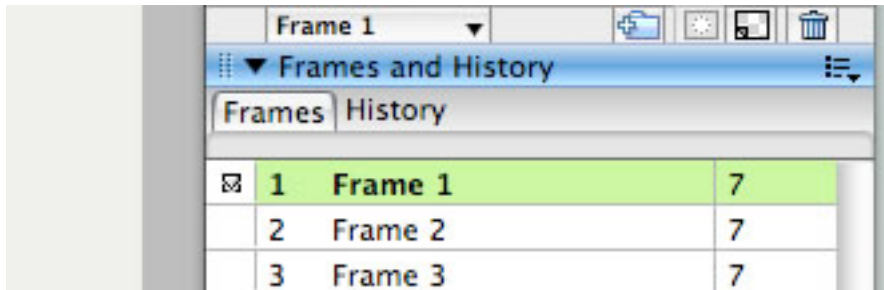 Frame 1
Frames and History
Frames History
1 Frame 1 7
2 Frame 2 7
3 Frame 3 7